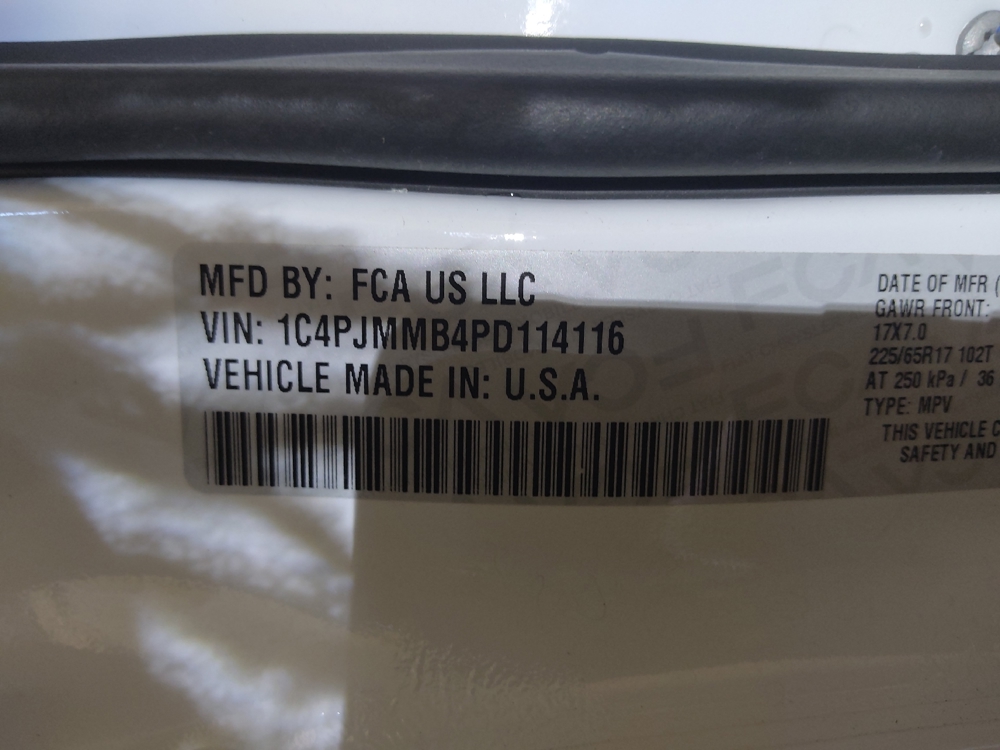 MFD BY: FCA US LLC
VIN: 1C4PJMMB4PD114116
VEHICLE MADE IN: U.S.A.
DATE OF MFR (
GAWR FRONT:
17X7.0
225/65R17 102T
AT 250 kPa / 36
TYPE: MPV
THIS VEHICLE C
SAFETY AND